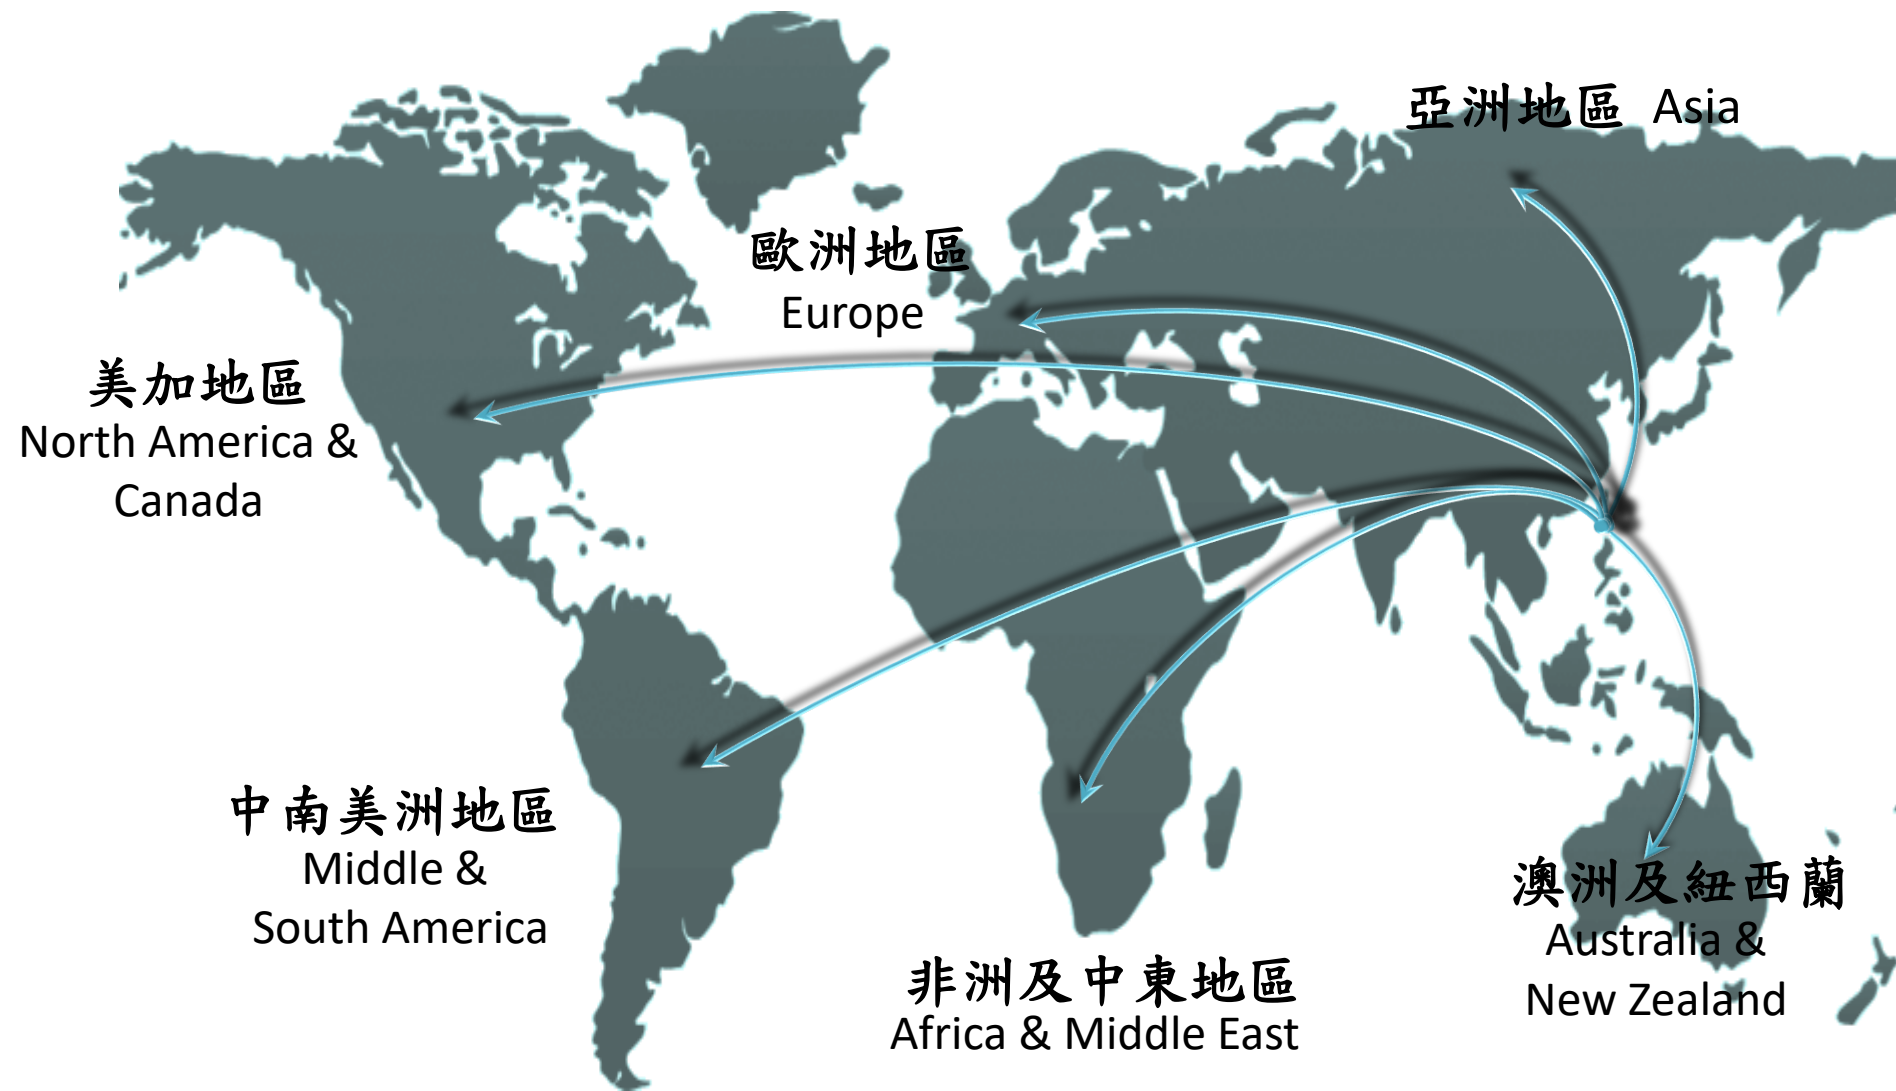 亞洲地區 Asia
歐洲地區
Europe
美加地區
North America &
Canada
中南美洲地區
Middle &
South America
非洲及中東地區
Africa & Middle East
澳洲及紐西蘭
Australia &
New Zealand